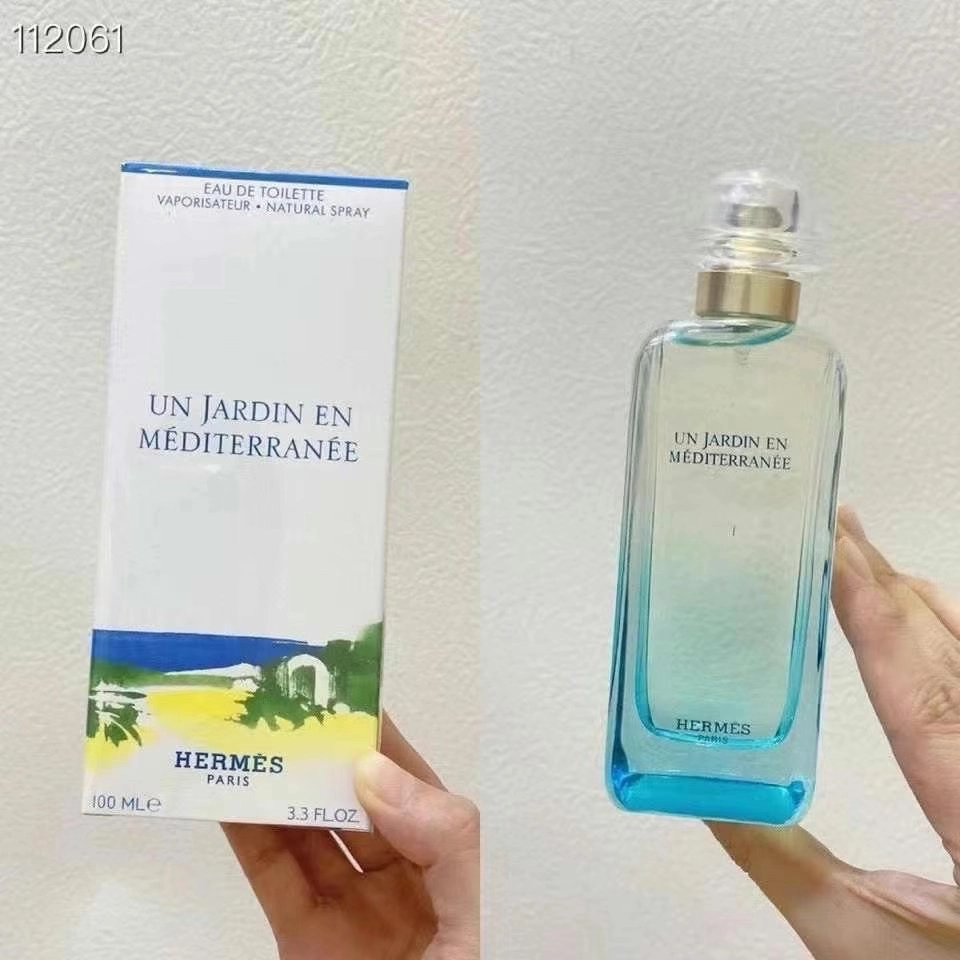 112061
EAU DE TOILETTE
VAPORISATEUR • NATURAL SPRAY
UN JARDIN EN
MÉDITERRANÉE
HERMÈS
PARIS
100 ML℮
3.3 FL.OZ
UN JARDIN EN
MÉDITERRANÉE
HERMÈS
PARIS